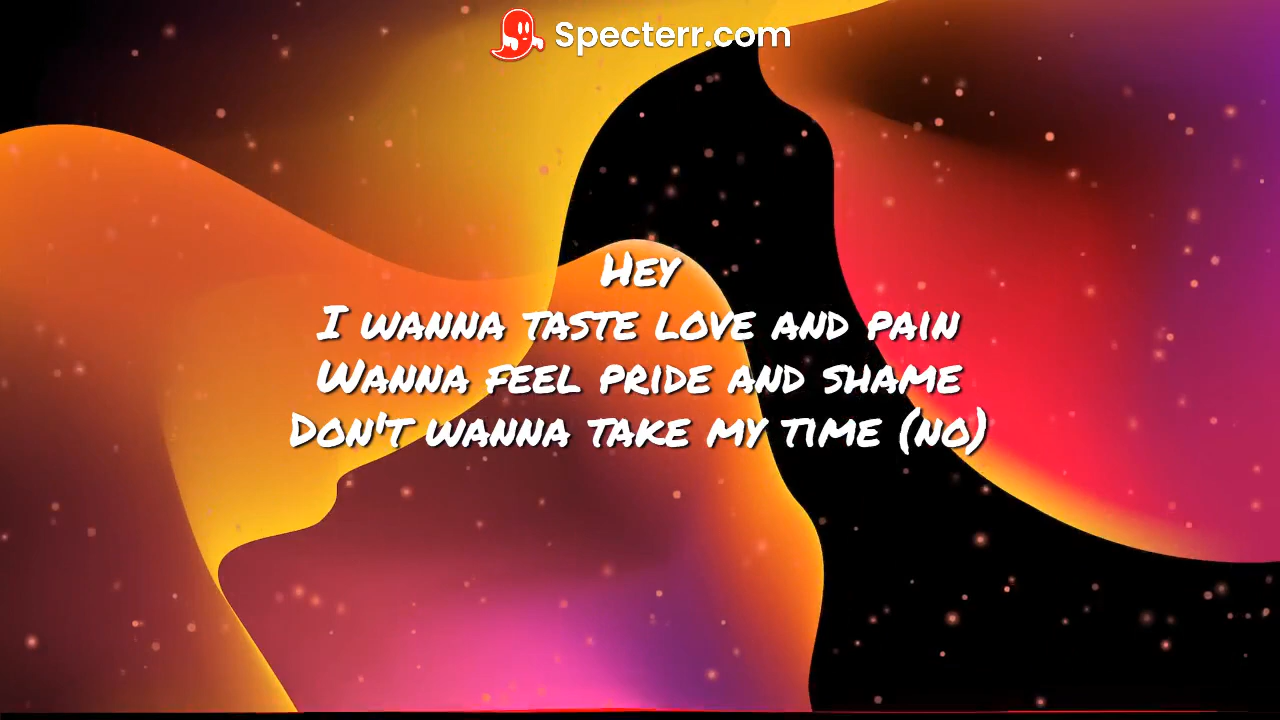 Specterr.com
Hey
I wanna taste love and pain
Wanna feel pride and shame
Don't wanna take my time (no)